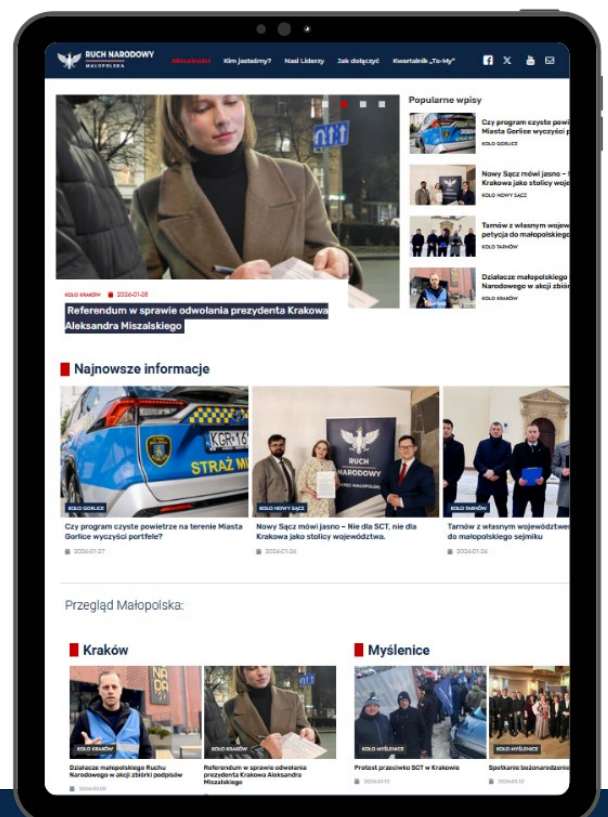 RUCH NARODOWY
MAŁOPOLSKA
Aktualności
Kim jesteśmy?
Nasi Liderzy
Jak dołączyć
Kwartalnik „To-My"
Popularne wpisy
Czy program czyste powi
Miasta Gorlice wyczyści p
KOŁO GORLICE
Nowy Sącz mówi jasno –
Krakowa jako stolicy woje
KOŁO NOWY SĄCZ
Tarnów z własnym wojew
petycja do małopolskiego
KOŁO TARNÓW
Działacze małopolskiego
Narodowego w akcji zbiór
KOŁO KRAKÓW
KOŁO KRAKÓW
2026-01-28
Referendum w sprawie odwołania prezydenta Krakowa
Aleksandra Miszalskiego
Najnowsze informacje
STRAŻ MI
RUCH
NARODOWY
KOŁO GORLICE
KOŁO NOWY SĄCZ
KOŁO TARNÓW
Czy program czyste powietrze na terenie Miasta
Gorlice wyczyści portfele?
2026-01-27
Nowy Sącz mówi jasno – Nie dla SCT, nie dla
Krakowa jako stolicy województwa.
2026-01-26
Tarnów z własnym województwem
do małopolskiego sejmiku
2026-01-26
Przegląd Małopolska:
Kraków
Myślenice
KOŁO KRAKÓW
KOŁO KRAKÓW
KOŁO MYŚLENICE
KOŁO MYŚLENICE
Działacze małopolskiego Ruchu
Narodowego w akcji zbiórki podpisów
Referendum w sprawie odwołania
prezydenta Krakowa Aleksandra
Miszalskiego
Protest przeciwko SCT w Krakowie
Spotkanie bożonarodzenio